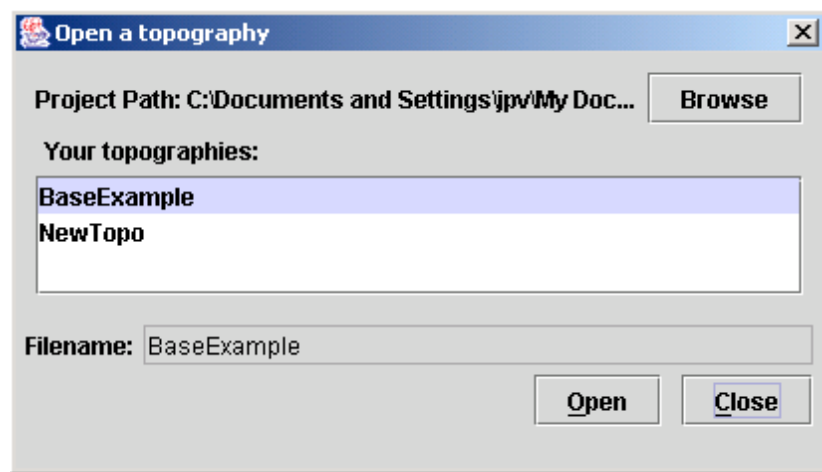 Open a topography
Project Path: C:\Documents and Settings\jpv\My Doc... Browse
Your topographies:
BaseExample
NewTopo
Filename: BaseExample
Open Close